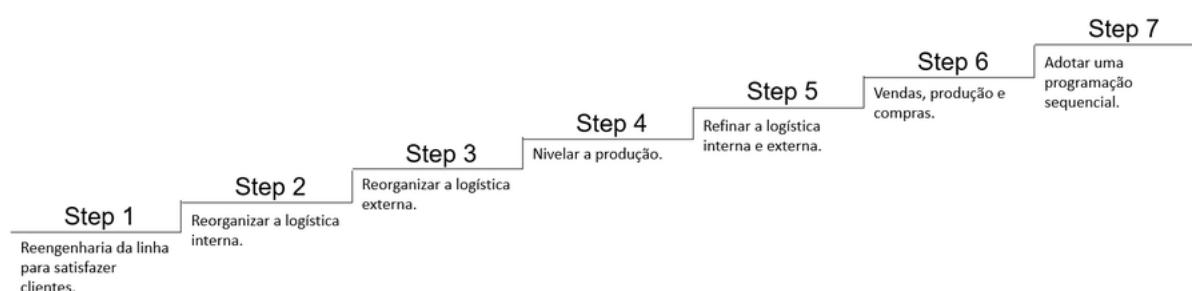 Step 1
Reengenharia da linha
para satisfazer
clientes.
Step 2
Reorganizar a logística
interna.
Step 3
Reorganizar a logística
externa.
Step 4
Nivelar a produção.
Step 5
Refinar a logística
interna e externa.
Step 6
Vendas, produção e
compras.
Step 7
Adotar uma
programação
sequencial.